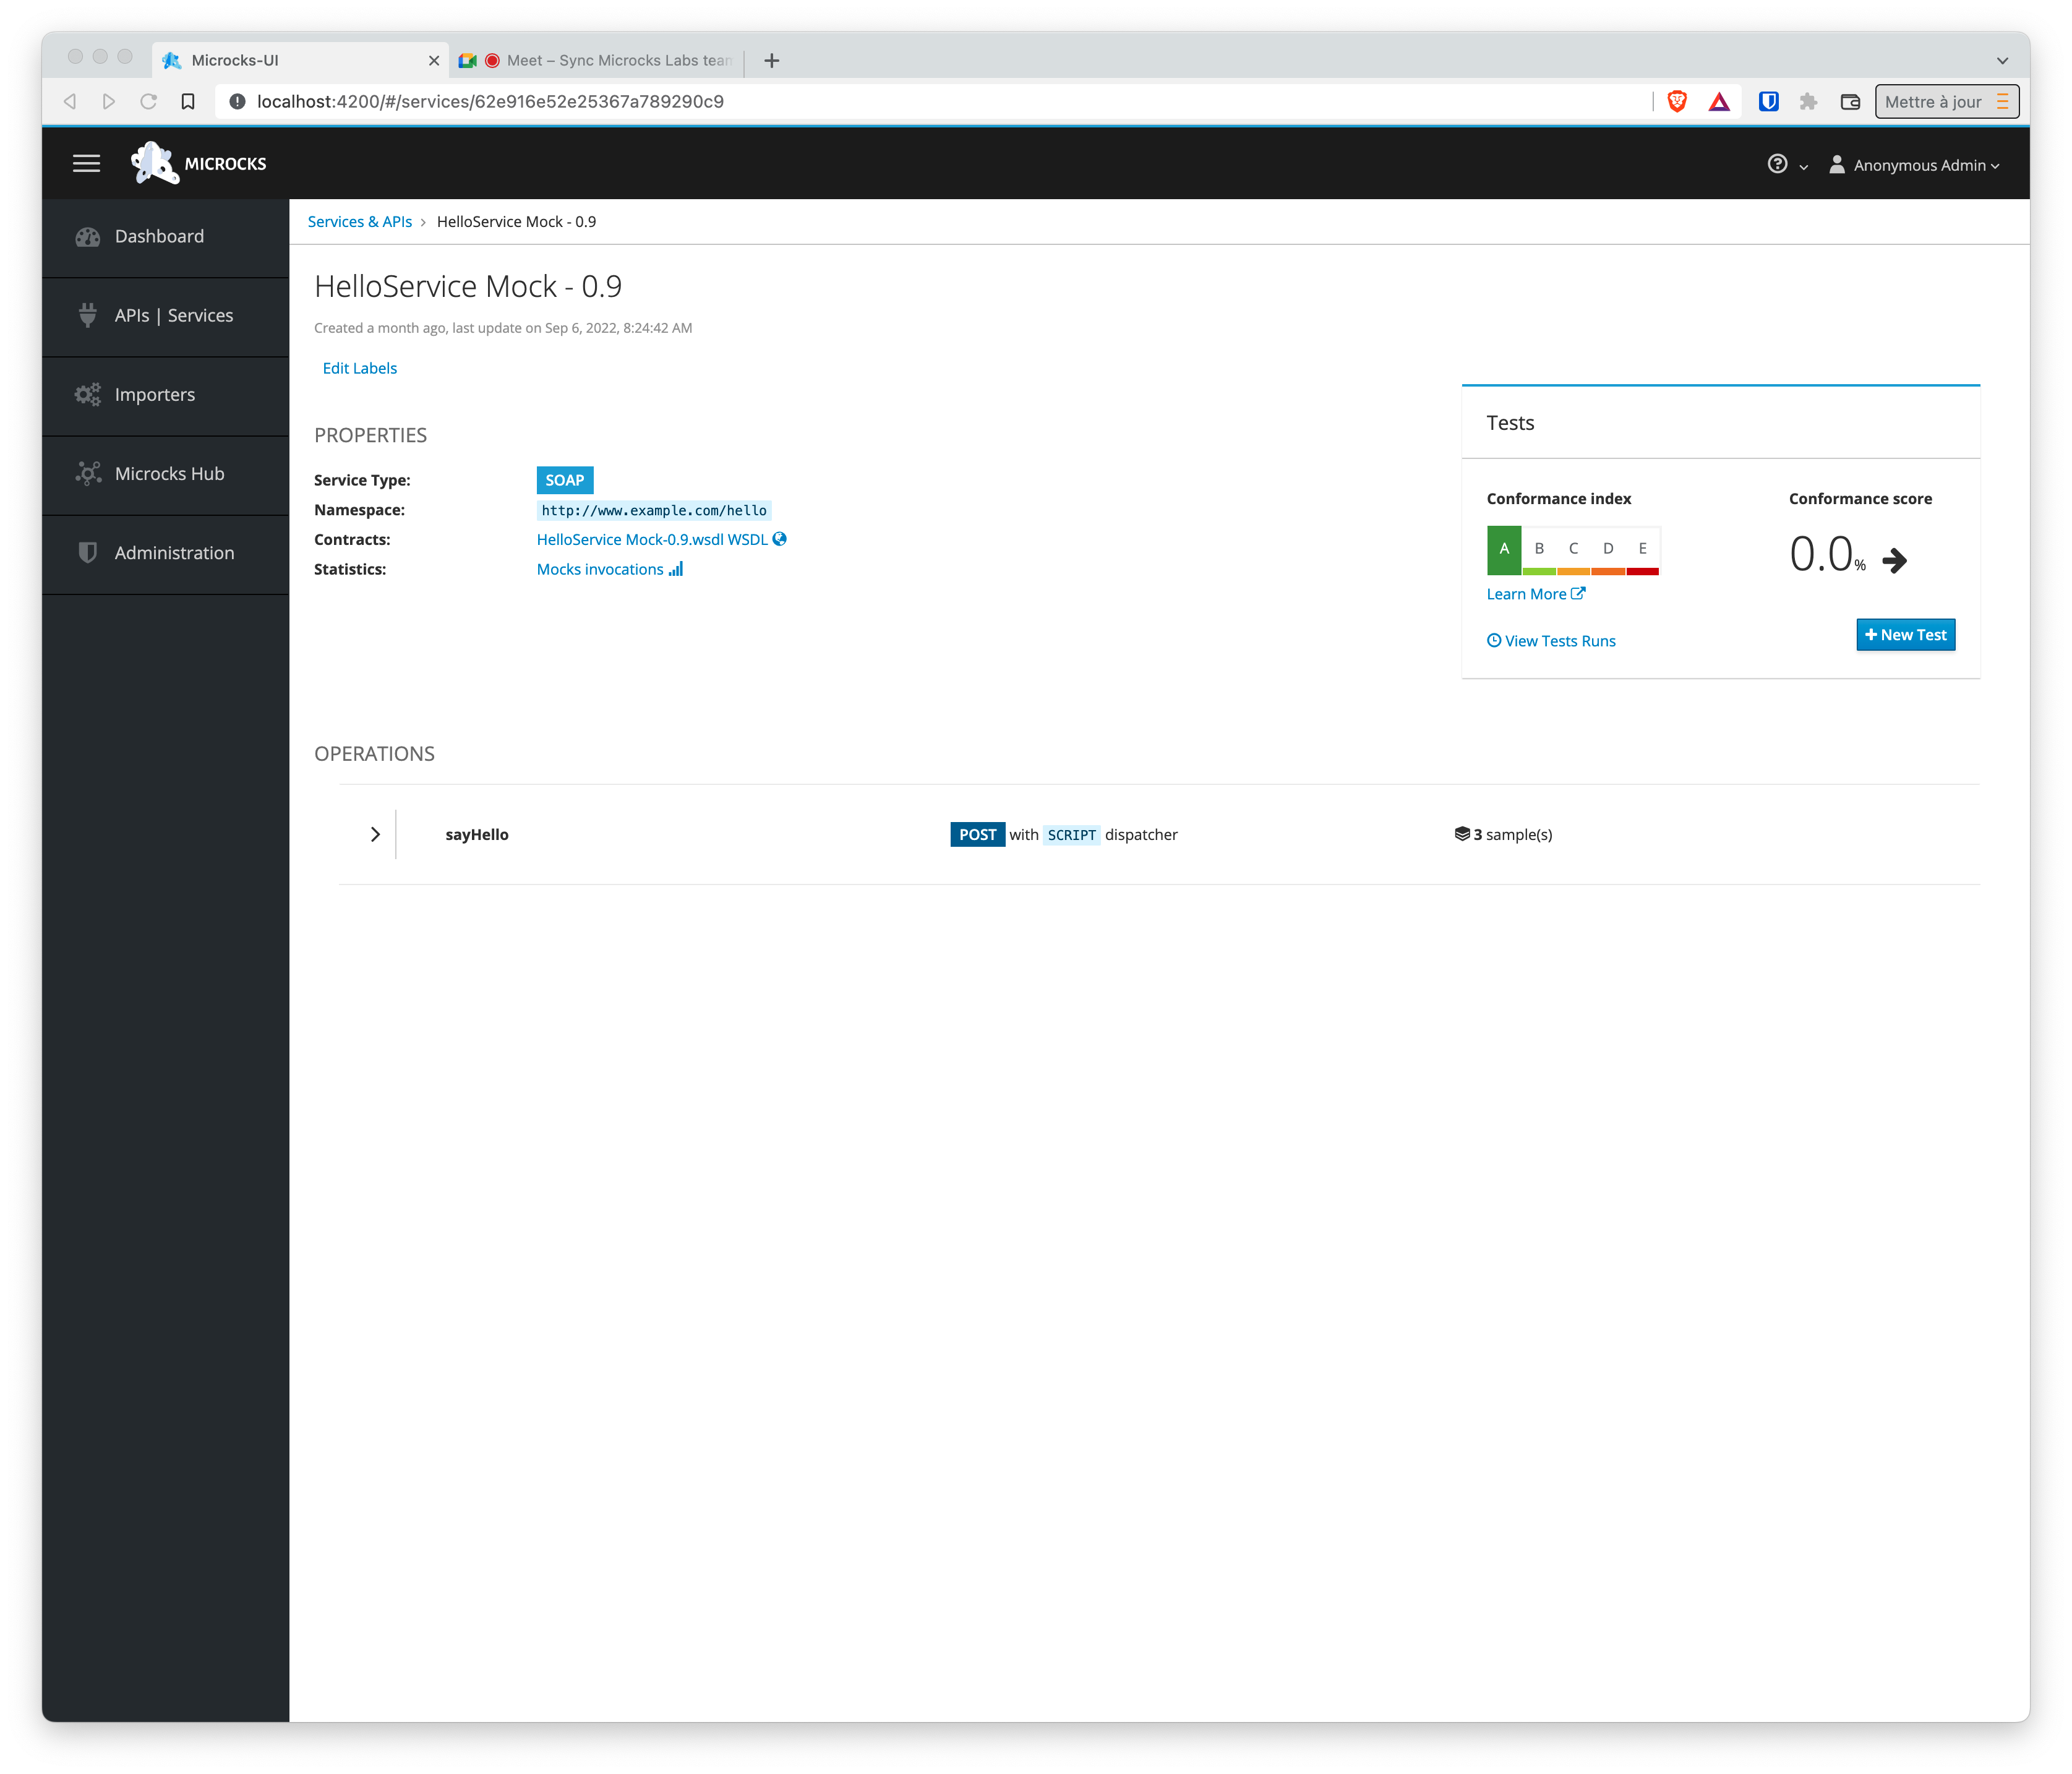 Microcks-UI
Meet – Sync Microcks Labs team
localhost:4200/#/services/62e916e52e25367a789290c9
Mettre à jour
MICROCKS
Anonymous Admin
Dashboard
APIs | Services
Importers
Microcks Hub
Administration
Services & APIs > HelloService Mock - 0.9
HelloService Mock - 0.9
Created a month ago, last update on Sep 6, 2022, 8:24:42 AM
Edit Labels
PROPERTIES
Service Type: SOAP
Namespace: http://www.example.com/hello
Contracts: HelloService Mock-0.9.wsdl WSDL
Statistics: Mocks invocations
Tests
Conformance index Conformance score
A B C D E
0.0%
Learn More
View Tests Runs
+ New Test
OPERATIONS
sayHello POST with SCRIPT dispatcher 3 sample(s)